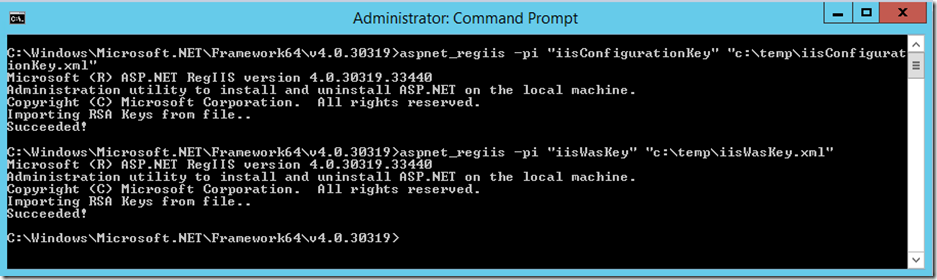 Administrator: Command Prompt
C:\Windows\Microsoft.NET\Framework64\v4.0.30319>aspnet_regiis -pi "iisConfigurationKey" "c:\temp\iisConfigurat
ionKey.xml"
Microsoft (R) ASP.NET RegIIS version 4.0.30319.33440
Administration utility to install and uninstall ASP.NET on the local machine.
Copyright (C) Microsoft Corporation.  All rights reserved.
Importing RSA Keys from file..
Succeeded!
C:\Windows\Microsoft.NET\Framework64\v4.0.30319>aspnet_regiis -pi "iisWasKey" "c:\temp\iisWasKey.xml"
Microsoft (R) ASP.NET RegIIS version 4.0.30319.33440
Administration utility to install and uninstall ASP.NET on the local machine.
Copyright (C) Microsoft Corporation.  All rights reserved.
Importing RSA Keys from file..
Succeeded!
C:\Windows\Microsoft.NET\Framework64\v4.0.30319>